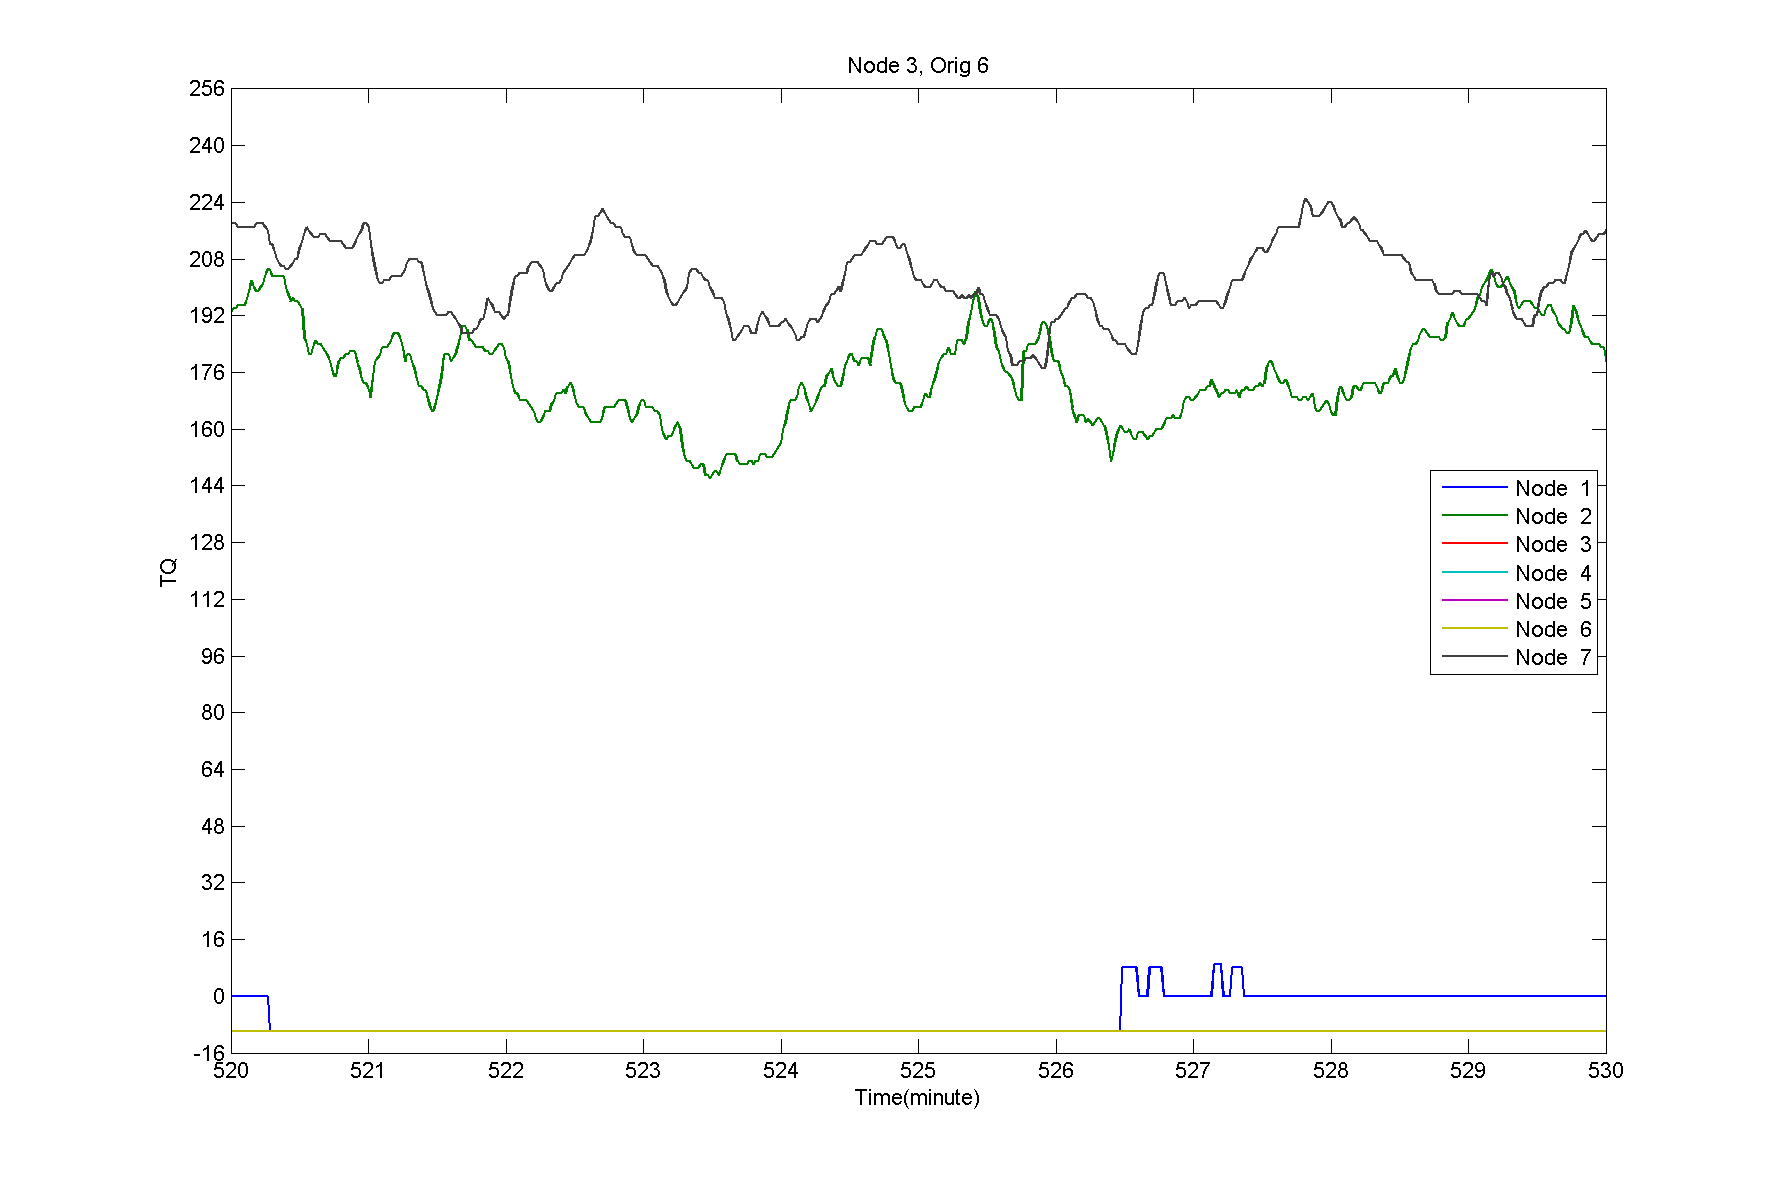 Node 3, Orig 6
256
240
224
208
192
176
160
144
128
112
96
80
64
48
32
16
0
-16
TQ
Node 1
Node 2
Node 3
Node 4
Node 5
Node 6
Node 7
520 521 522 523 524 525 526 527 528 529 530
Time(minute)